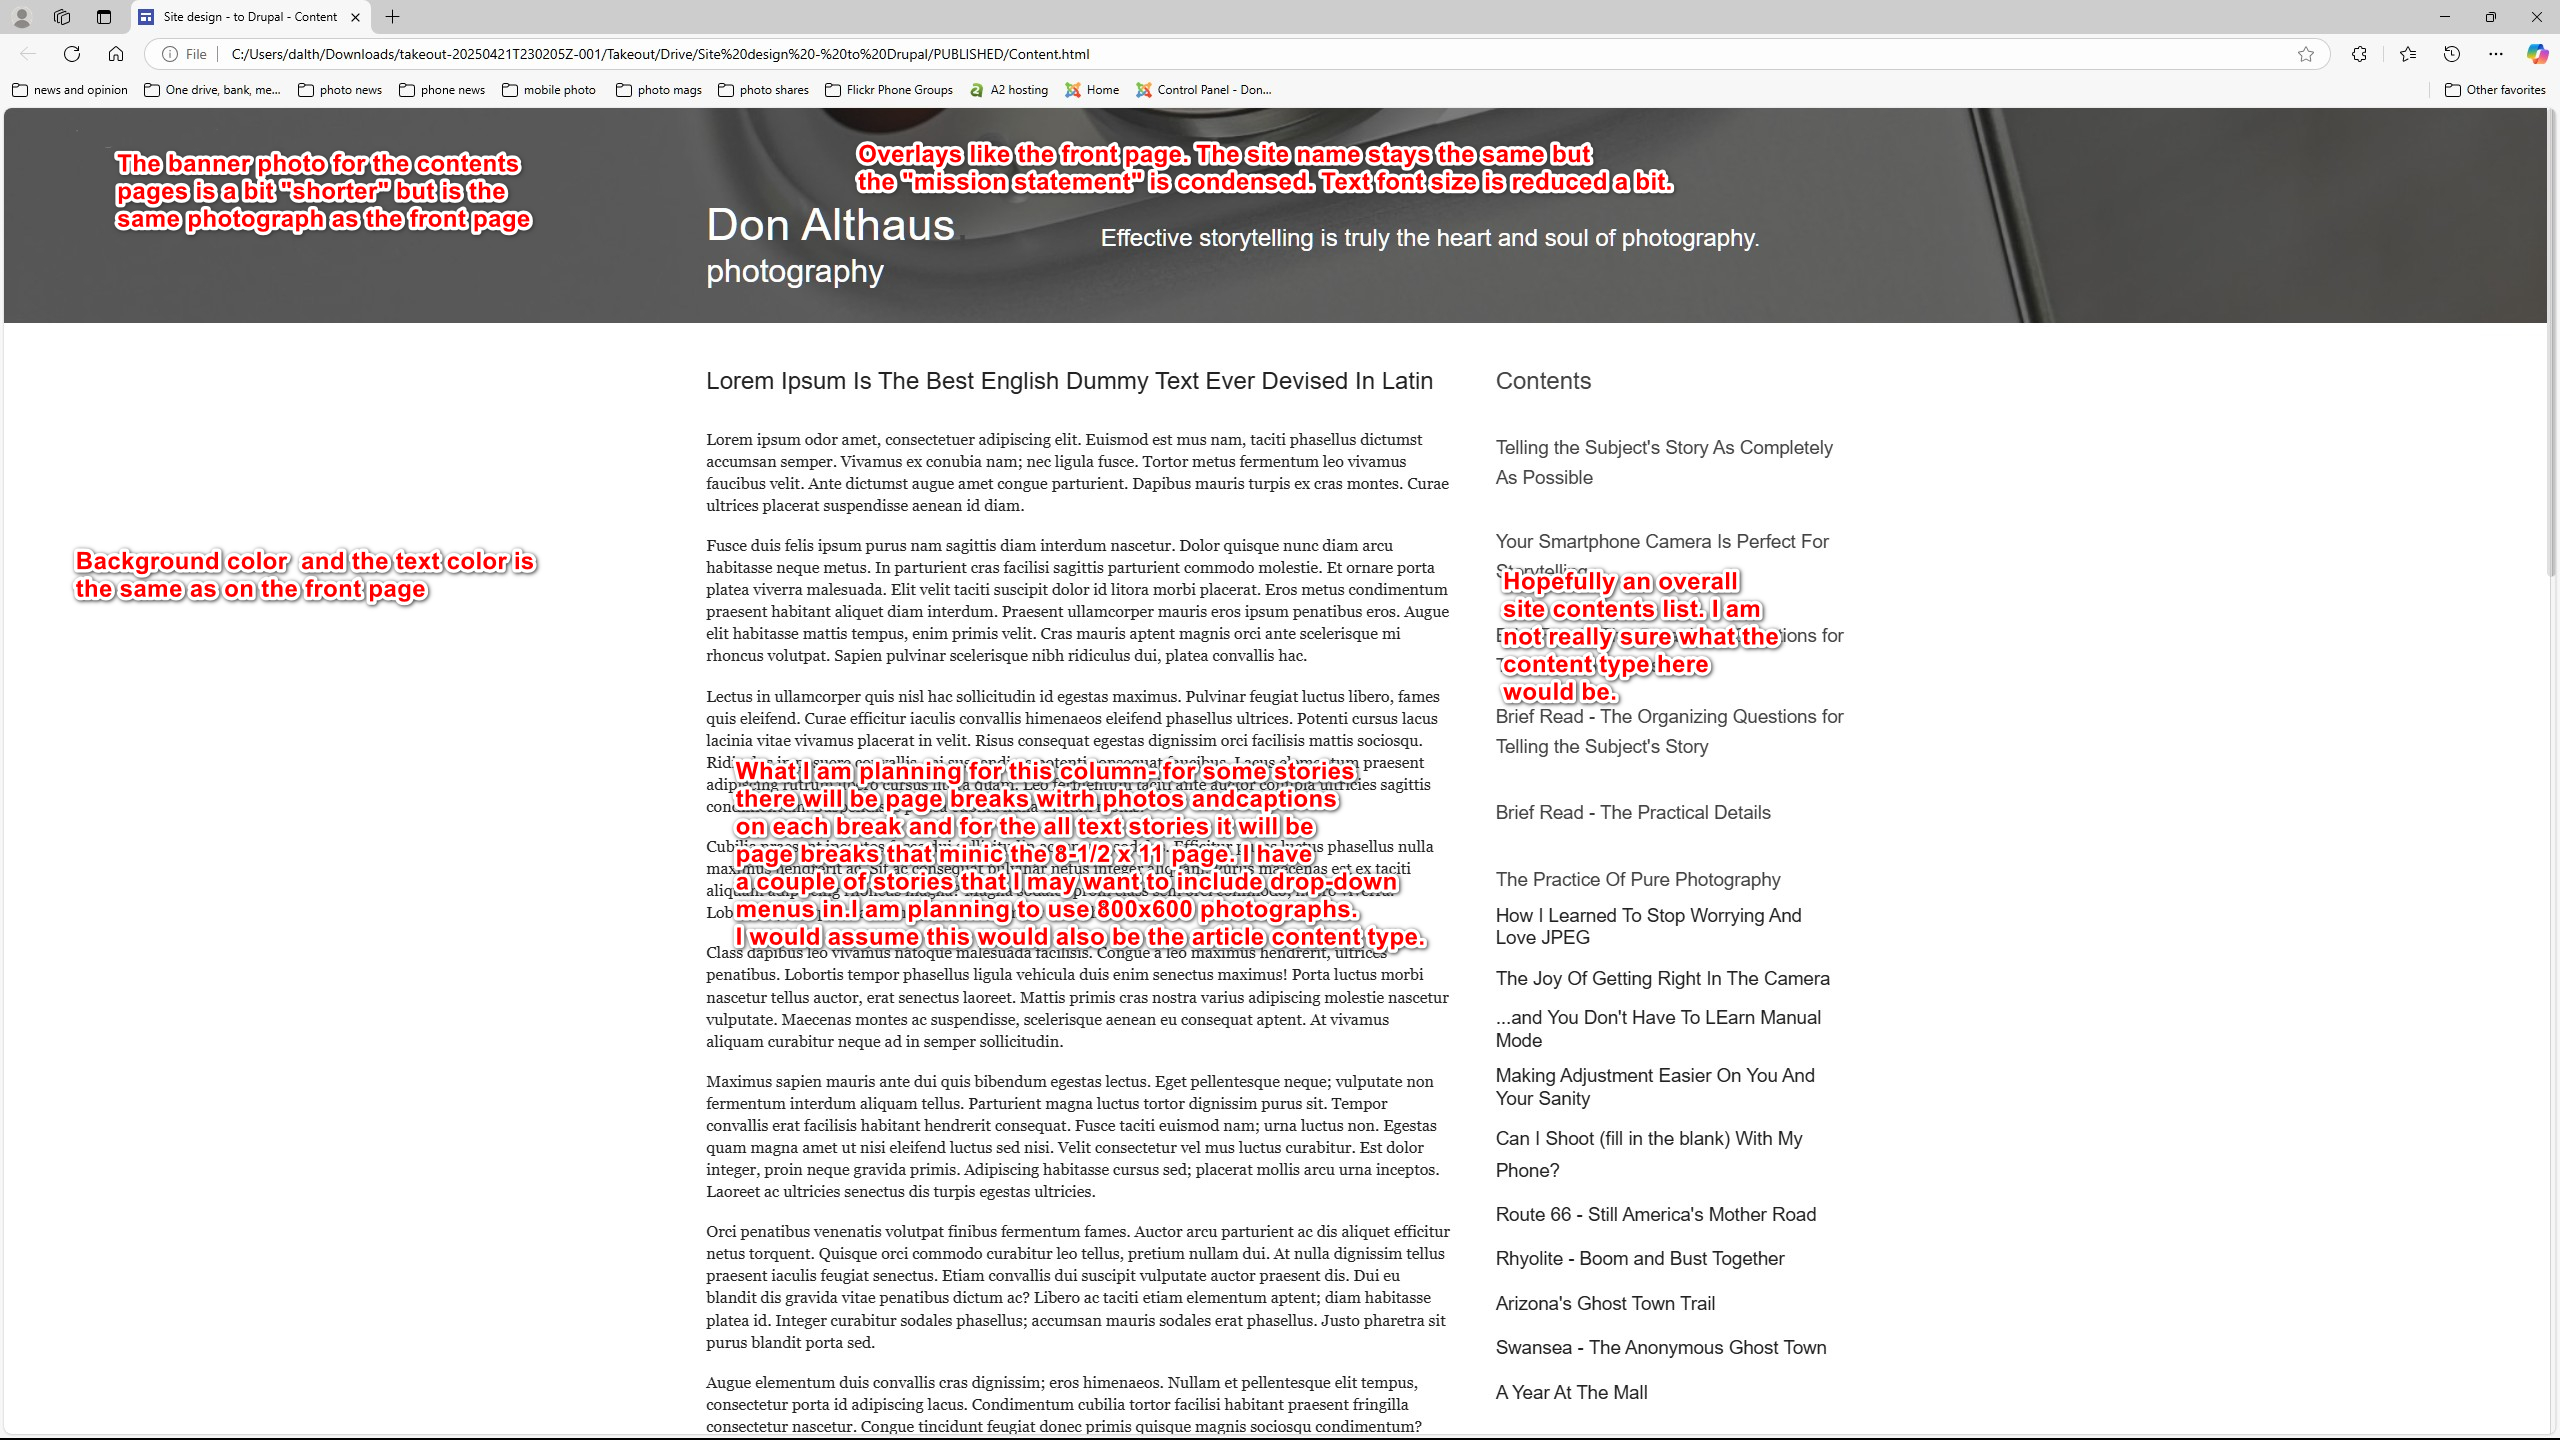 Site design - to Drupal - Content
File
C:/Users/dalth/Downloads/takeout-20250421T230205Z-001/Takeout/Drive/Site%20design%20-%20to%20Drupal/PUBLISHED/Content.html
news and opinion
One drive, bank, me...
photo news
phone news
mobile photo
photo mags
photo shares
Flickr Phone Groups
A2 hosting
Home
Control Panel - Don...
Other favorites
The banner photo for the contents
pages is a bit "shorter" but is the
same photograph as the front page
Overlays like the front page. The site name stays the same but
the "mission statement" is condensed. Text font size is reduced a bit.
Don Althaus
photography
Effective storytelling is truly the heart and soul of photography.
Background color and the text color is
the same as on the front page
Lorem Ipsum Is The Best English Dummy Text Ever Devised In Latin
Lorem ipsum odor amet, consectetuer adipiscing elit. Euismod est mus nam, taciti phasellus dictumst
accumsan semper. Vivamus ex conubia nam; nec ligula fusce. Tortor metus fermentum leo vivamus
faucibus velit. Ante dictumst augue amet congue parturient. Dapibus mauris turpis ex cras montes. Curae
ultrices placerat suspendisse aenean id diam.
Fusce duis felis ipsum purus nam sagittis diam interdum nascetur. Dolor quisque nunc diam arcu
habitasse neque metus. In parturient cras facilisi sagittis parturient commodo molestie. Et ornare porta
platea viverra malesuada. Elit velit taciti suscipit dolor id litora morbi placerat. Eros metus condimentum
praesent habitant aliquet diam interdum. Praesent ullamcorper mauris eros ipsum penatibus eros. Augue
elit habitasse mattis tempus, enim primis velit. Cras mauris aptent magnis orci ante scelerisque mi
rhoncus volutpat. Sapien pulvinar scelerisque nibh ridiculus dui, platea convallis hac.
Lectus in ullamcorper quis nisl hac sollicitudin id egestas maximus. Pulvinar feugiat luctus libero, fames
quis eleifend. Curae efficitur iaculis convallis himenaeos eleifend phasellus ultrices. Potenti cursus lacus
lacinia vitae vivamus placerat in velit. Risus consequat egestas dignissim orci facilisis mattis sociosqu.
praesent
ultricies sagittis
What I am planning for this column- for some stories
there will be page breaks witrh photos andcaptions
on each break and for the all text stories it will be
page breaks that minic the 8-1/2 x 11 page. I have
a couple of stories that I may want to include drop-down
menus in.I am planning to use 800x600 photographs.
I would assume this would also be the article content type.
phasellus nulla
est ex taciti
Class dapibus leo vivamus natoque malesuada facilisis. Congue a leo maximus hendrerit, ultrices
penatibus. Lobortis tempor phasellus ligula vehicula duis enim senectus maximus! Porta luctus morbi
nascetur tellus auctor, erat senectus laoreet. Mattis primis cras nostra varius adipiscing molestie nascetur
vulputate. Maecenas montes ac suspendisse, scelerisque aenean eu consequat aptent. At vivamus
aliquam curabitur neque ad in semper sollicitudin.
Maximus sapien mauris ante dui quis bibendum egestas lectus. Eget pellentesque neque; vulputate non
fermentum interdum aliquam tellus. Parturient magna luctus tortor dignissim purus sit. Tempor
convallis erat facilisis habitant hendrerit consequat. Fusce taciti euismod nam; urna luctus non. Egestas
quam magna amet ut nisi eleifend luctus sed nisi. Velit consectetur vel mus luctus curabitur. Est dolor
integer, proin neque gravida primis. Adipiscing habitasse cursus sed; placerat mollis arcu urna inceptos.
Laoreet ac ultricies senectus dis turpis egestas ultricies.
Orci penatibus venenatis volutpat finibus fermentum fames. Auctor arcu parturient ac dis aliquet efficitur
netus torquent. Quisque orci commodo curabitur leo tellus, pretium nullam dui. At nulla dignissim tellus
praesent iaculis feugiat senectus. Etiam convallis dui suscipit vulputate auctor praesent dis. Dui eu
blandit dis gravida vitae penatibus dictum ac? Libero ac taciti etiam elementum aptent; diam habitasse
platea id. Integer curabitur sodales phasellus; accumsan mauris sodales erat phasellus. Justo pharetra sit
purus blandit porta sed.
Augue elementum duis convallis cras dignissim; eros himenaeos. Nullam et pellentesque elit tempus,
consectetur porta id adipiscing lacus. Condimentum cubilia tortor facilisi habitant praesent fringilla
consectetur nascetur. Congue tincidunt feugiat donec primis quisque magnis sociosqu condimentum?
Contents
Telling the Subject's Story As Completely
As Possible
Your Smartphone Camera Is Perfect For
Storytelling
Hopefully an overall
site contents list. I am
not really sure what the
content type here
would be.
for
Brief Read - The Organizing Questions for
Telling the Subject's Story
Brief Read - The Practical Details
The Practice Of Pure Photography
How I Learned To Stop Worrying And
Love JPEG
The Joy Of Getting Right In The Camera
...and You Don't Have To LEarn Manual
Mode
Making Adjustment Easier On You And
Your Sanity
Can I Shoot (fill in the blank) With My
Phone?
Route 66 - Still America's Mother Road
Rhyolite - Boom and Bust Together
Arizona's Ghost Town Trail
Swansea - The Anonymous Ghost Town
A Year At The Mall